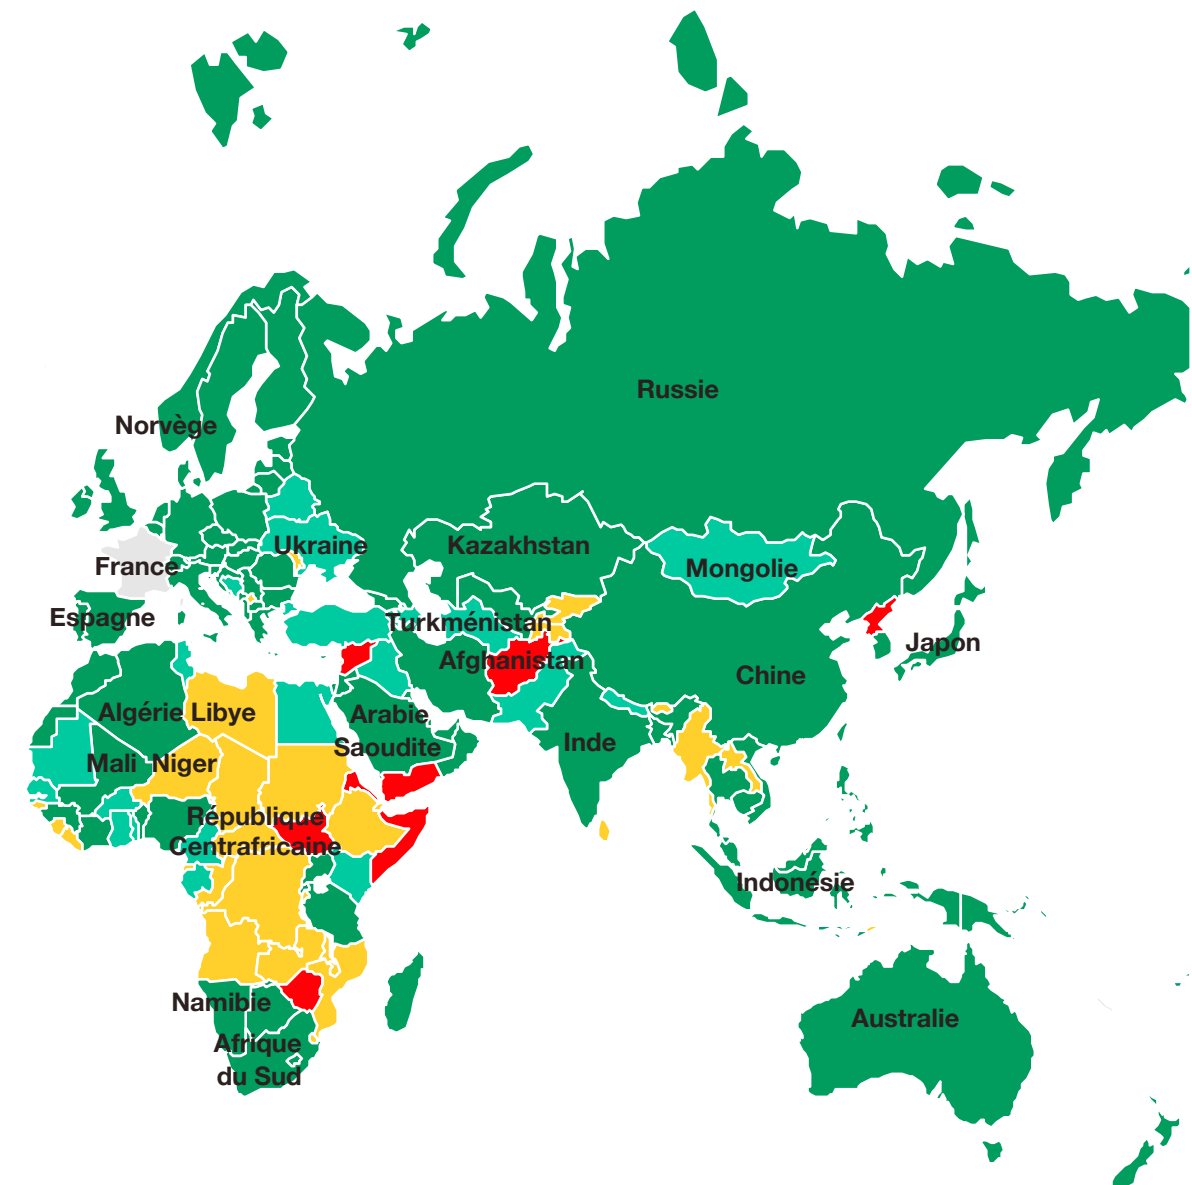 Russie
Norvège
Ukraine
Kazakhstan
France
Mongolie
Espagne
Turkménistan
Japon
Afghanistan
Chine
Algérie
Libye
Arabie
Saoudite
Inde
Mali
Niger
République
Centrafricaine
Indonésie
Namibie
Australie
Afrique
du Sud